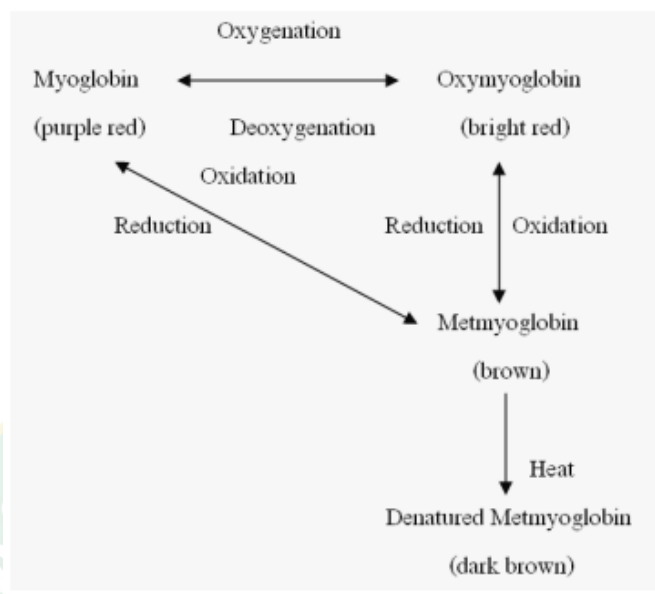 Oxygenation
Myoglobin Oxymyoglobin
(purple red) Deoxygenation (bright red)
Oxidation
Reduction Reduction Oxidation
Metmyoglobin
(brown)
Heat
Denatured Metmyoglobin
(dark brown)